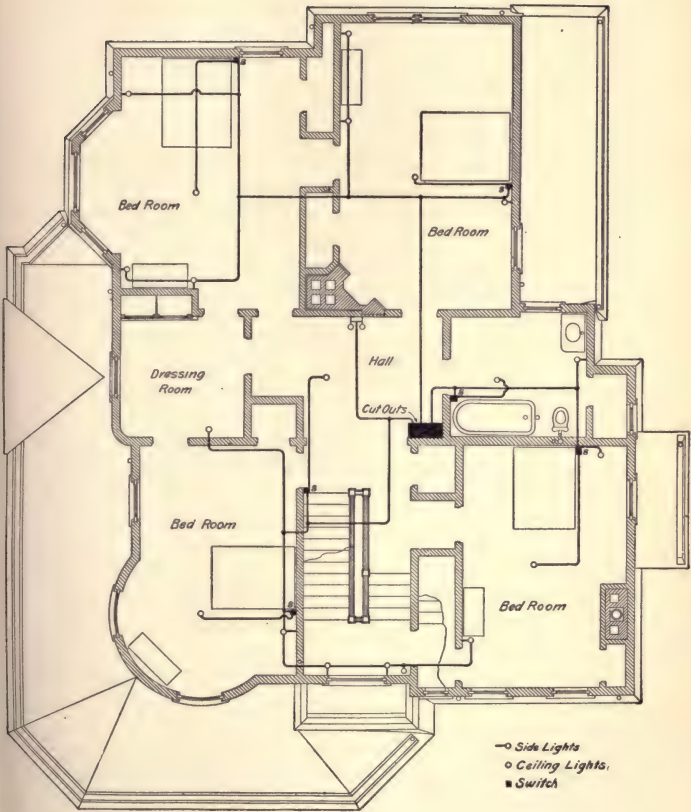 S
Bed Room
S
Bed Room
Hall
Dressing
Room
Cut Outs
S
S
S
Bed Room
S
Bed Room
Side Lights
Ceiling Lights.
Switch